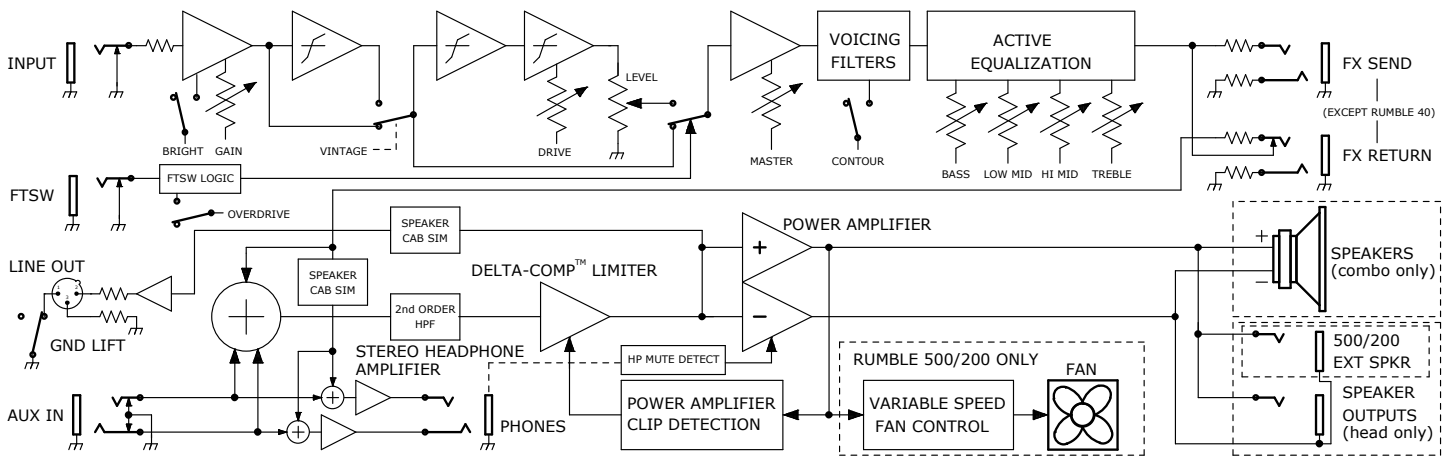 INPUT
BRIGHT
GAIN
VINTAGE
DRIVE
LEVEL
MASTER
VOICING
FILTERS
CONTOUR
ACTIVE
EQUALIZATION
BASS
LOW MID
HI MID
TREBLE
FX SEND
(EXCEPT RUMBLE 40)
FX RETURN
FTSW
FTSW LOGIC
OVERDRIVE
SPEAKER
CAB SIM
POWER AMPLIFIER
LINE OUT
1
2
3
GND LIFT
SPEAKER
CAB SIM
DELTA-COMP™ LIMITER
2nd ORDER
HPF
+
−
+
−
SPEAKERS
(combo only)
STEREO HEADPHONE
AMPLIFIER
HP MUTE DETECT
RUMBLE 500/200 ONLY
FAN
500/200
EXT SPKR
AUX IN
PHONES
POWER AMPLIFIER
CLIP DETECTION
VARIABLE SPEED
FAN CONTROL
SPEAKER
OUTPUTS
(head only)